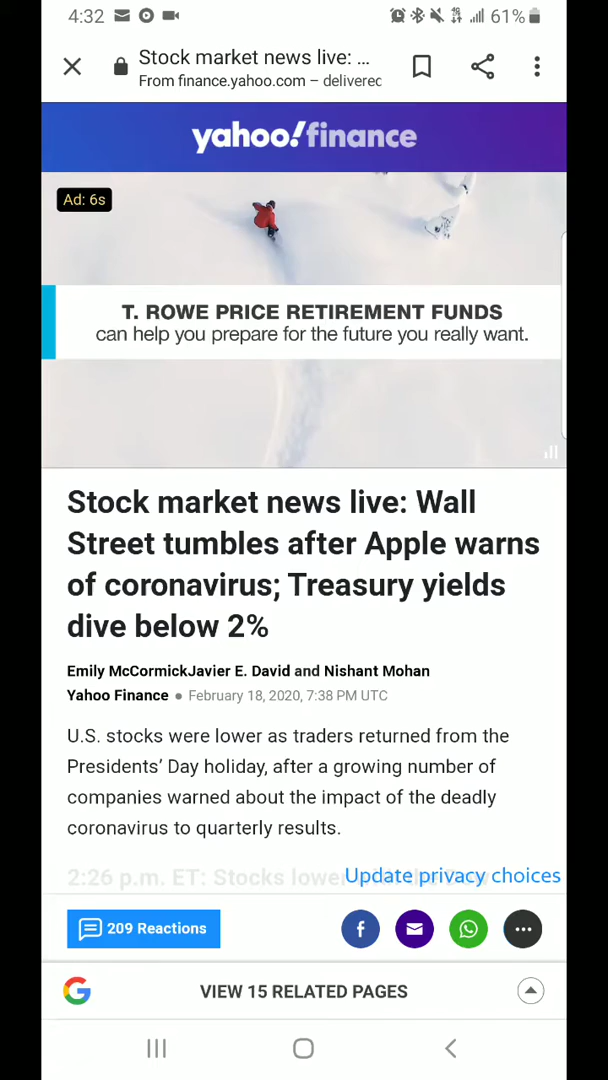 4:32 61%
Stock market news live: ...
From finance.yahoo.com – delivered
yahoo!finance
Ad: 6s
T. ROWE PRICE RETIREMENT FUNDS
can help you prepare for the future you really want.
Stock market news live: Wall
Street tumbles after Apple warns
of coronavirus; Treasury yields
dive below 2%
Emily McCormickJavier E. David and Nishant Mohan
Yahoo Finance • February 18, 2020, 7:38 PM UTC
U.S. stocks were lower as traders returned from the
Presidents’ Day holiday, after a growing number of
companies warned about the impact of the deadly
coronavirus to quarterly results.
2:26 p.m. ET: Stocks lower
Update privacy choices
209 Reactions
VIEW 15 RELATED PAGES